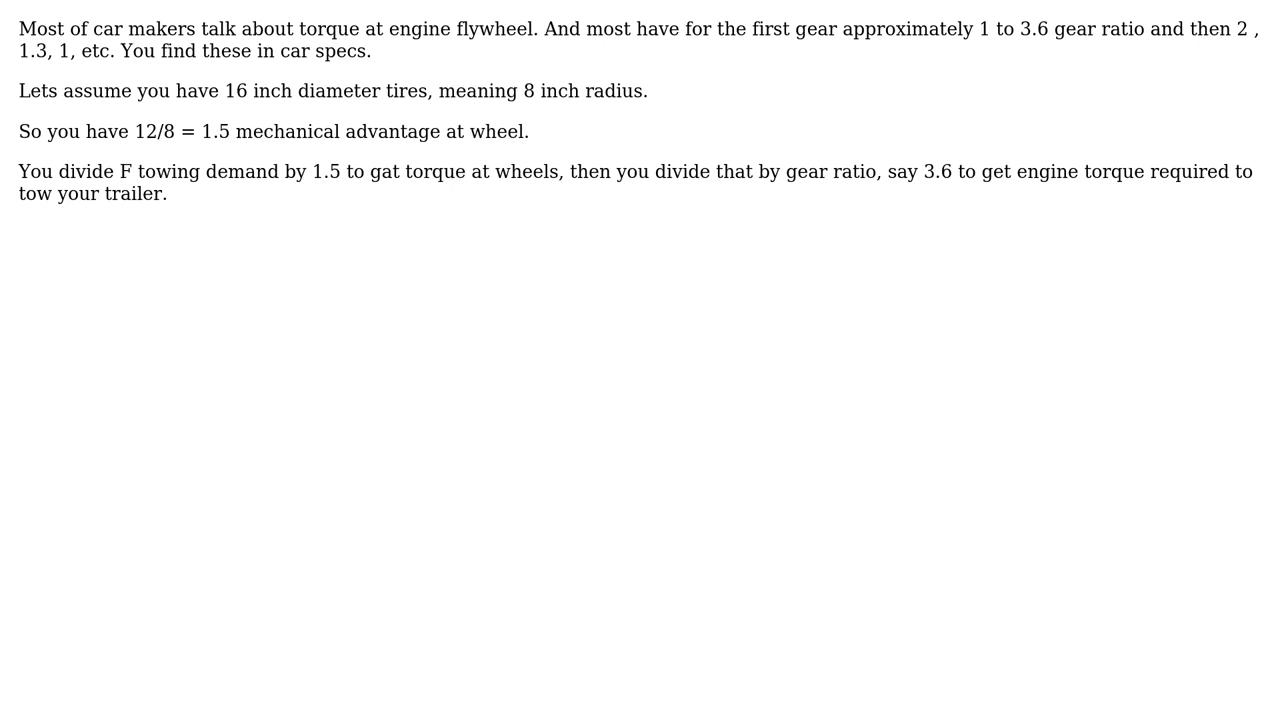 Most of car makers talk about torque at engine flywheel. And most have for the first gear approximately 1 to 3.6 gear ratio and then 2 ,
1.3, 1, etc. You find these in car specs.
Lets assume you have 16 inch diameter tires, meaning 8 inch radius.
So you have 12/8 = 1.5 mechanical advantage at wheel.
You divide F towing demand by 1.5 to gat torque at wheels, then you divide that by gear ratio, say 3.6 to get engine torque required to
tow your trailer.